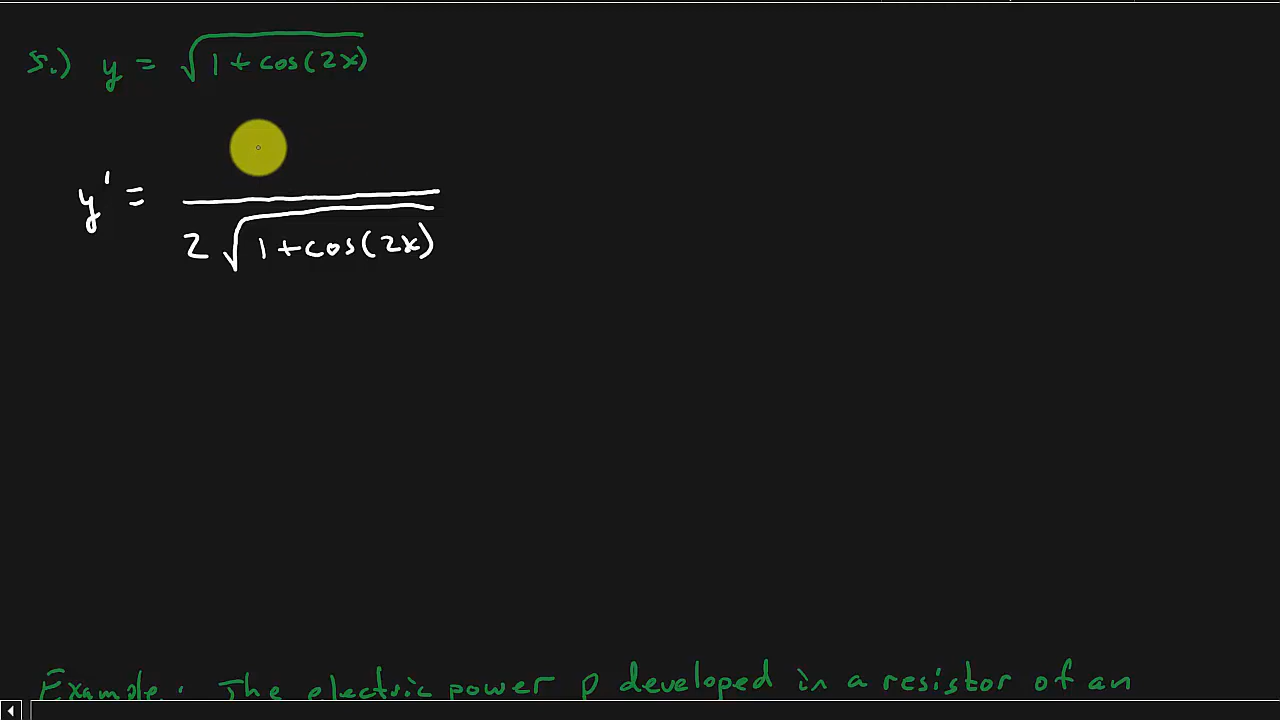 5.) y = √(1 + cos(2x))
y' = 
2√(1+cos(2x))
Example: The electric power p developed in a resistor of an